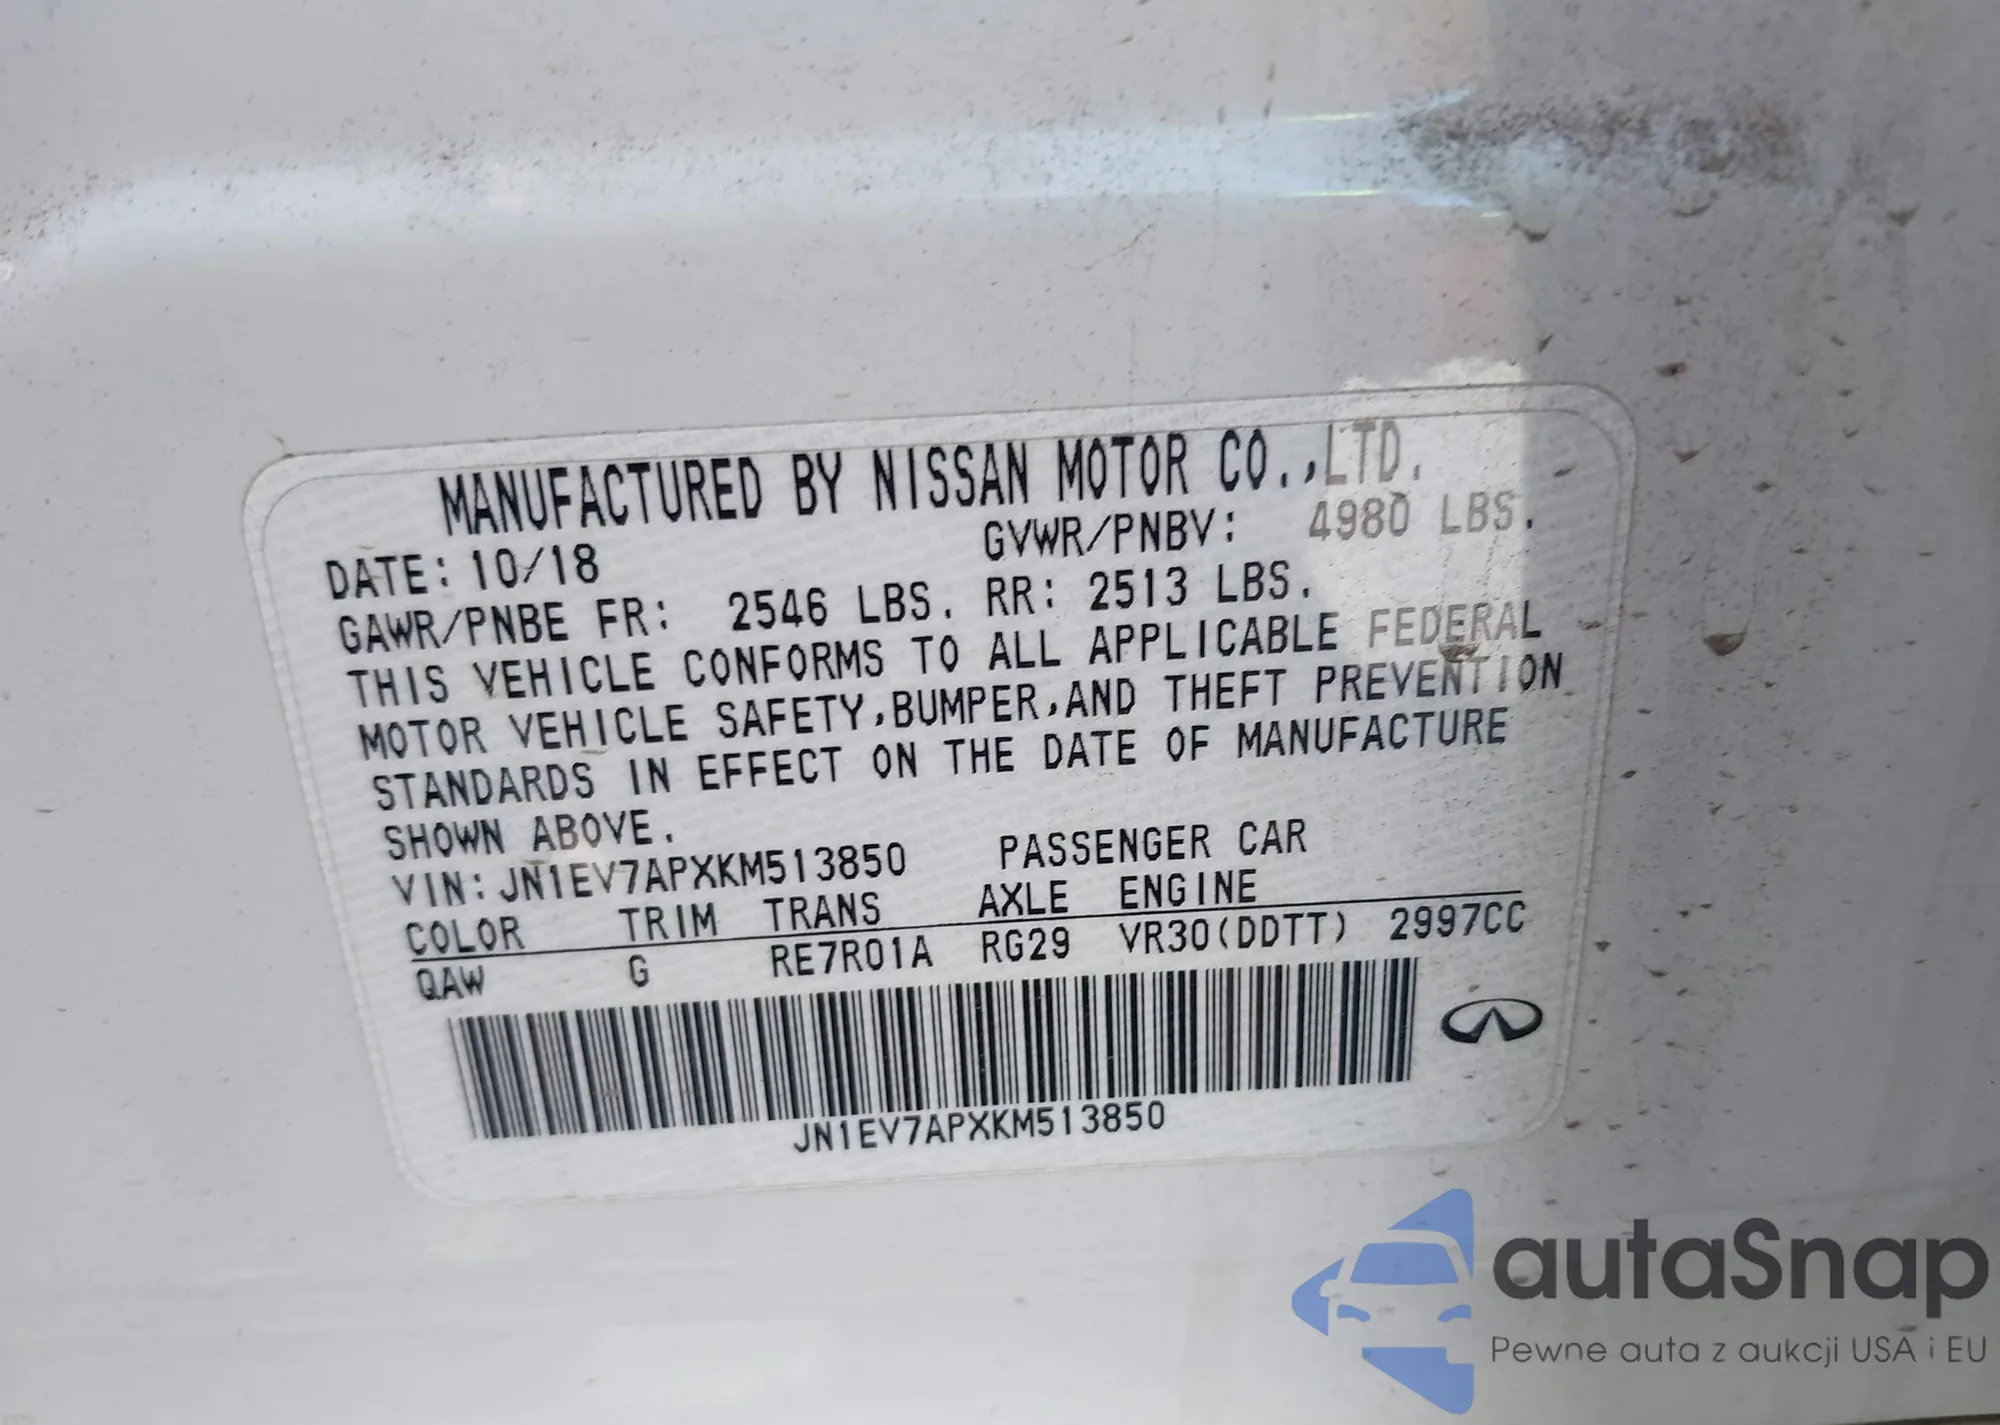 MANUFACTURED BY NISSAN MOTOR CO.,LTD.
DATE: 10/18 GVWR/PNBV: 4980 LBS.
GAWR/PNBE FR: 2546 LBS. RR: 2513 LBS.
THIS VEHICLE CONFORMS TO ALL APPLICABLE FEDERAL
MOTOR VEHICLE SAFETY,BUMPER,AND THEFT PREVENTION
STANDARDS IN EFFECT ON THE DATE OF MANUFACTURE
SHOWN ABOVE.
VIN: JN1EV7APXKM513850 PASSENGER CAR
COLOR TRIM TRANS AXLE ENGINE
QAW G RE7R01A RG29 VR30(DDTT) 2997CC
JN1EV7APXKM513850
autaSnap
Pewne auta z aukcji USA i EU